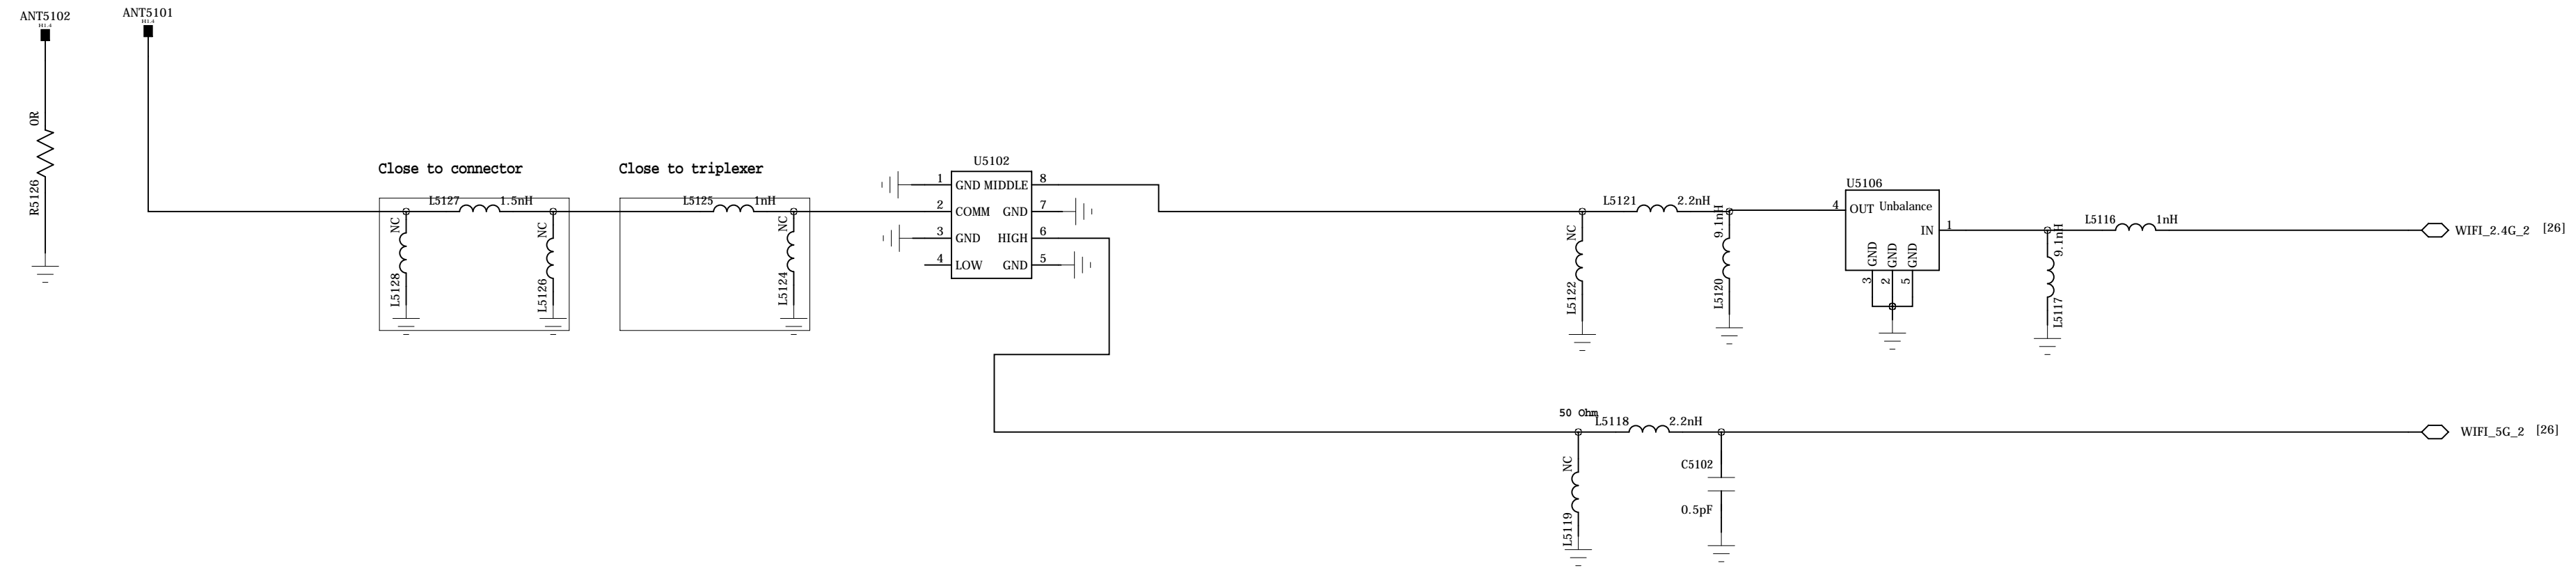 ANT5102
H1.4
ANT5101
H1.4
0R
R5126
Close to connector
L5127 1.5nH
NC
L5128
NC
L5126
Close to triplexer
L5125 1nH
NC
L5124
U5102
1 GND MIDDLE 8
2 COMM GND 7
3 GND HIGH 6
4 LOW GND 5
L5121 2.2nH
NC
L5122
9.1nH
L5120
U5106
4 OUT Unbalance
IN 1
GND GND GND
3 2 5
9.1nH
L5117
L5116 1nH
WIFI_2.4G_2 [26]
50 Ohm
L5118 2.2nH
NC
L5119
C5102
0.5pF
WIFI_5G_2 [26]